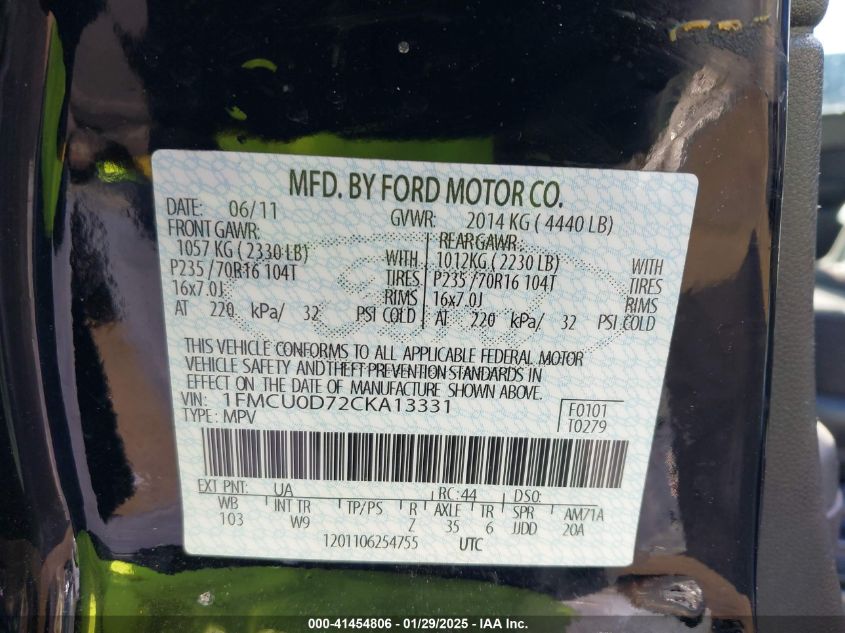 MFD. BY FORD MOTOR CO.
DATE: 06/11 GVWR: 2014 KG ( 4440 LB)
FRONT GAWR: REAR GAWR:
1057 KG ( 2330 LB) WITH 1012KG ( 2230 LB) WITH
P235 /70R16 104T TIRES P235 /70R16 104T TIRES
16x7.0J RIMS 16x7.0J RIMS
AT 220 kPa/ 32 PSI COLD AT 220 kPa/ 32 PSI COLD
THIS VEHICLE CONFORMS TO ALL APPLICABLE FEDERAL MOTOR
VEHICLE SAFETY AND THEFT PREVENTION STANDARDS IN
EFFECT ON THE DATE OF MANUFACTURE SHOWN ABOVE.
VIN: 1FMCU0D72CKA13331 F0101
TYPE: MPV T0279
EXT PNT: UA RC: 44 DSO:
WB INT TR TP/PS R AXLE TR SPR AM71A
103 W9 Z 35 6 JJDD 20A
1201106254755 UTC
000-41454806 - 01/29/2025 - IAA Inc.